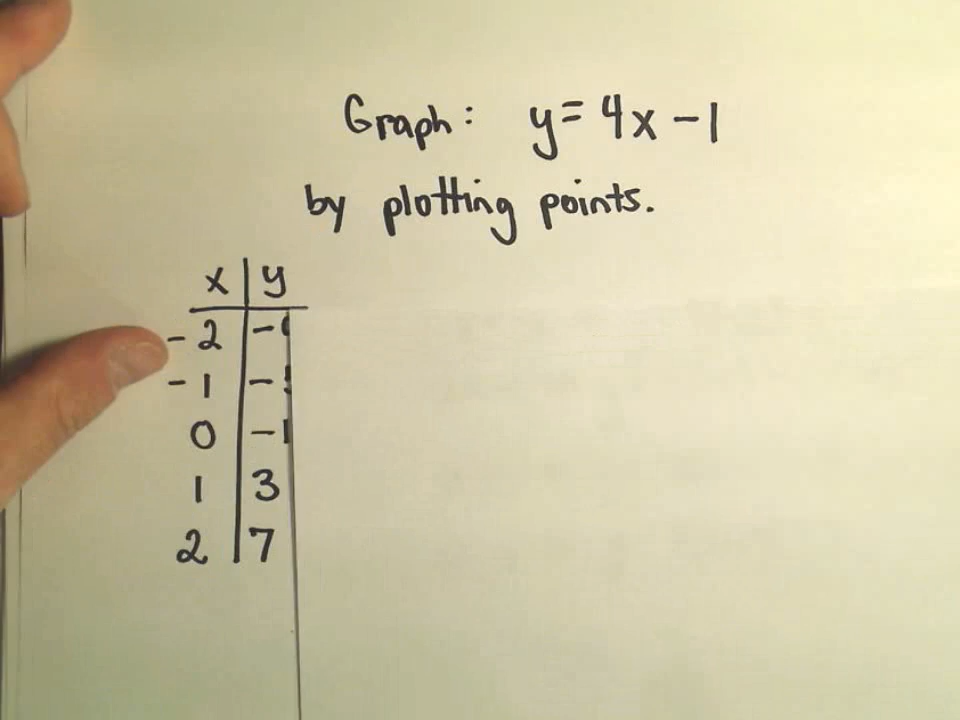 Graph: y = 4x - 1
by plotting points.
x y
-2 -
-1 -
0 -1
1 3
2 7